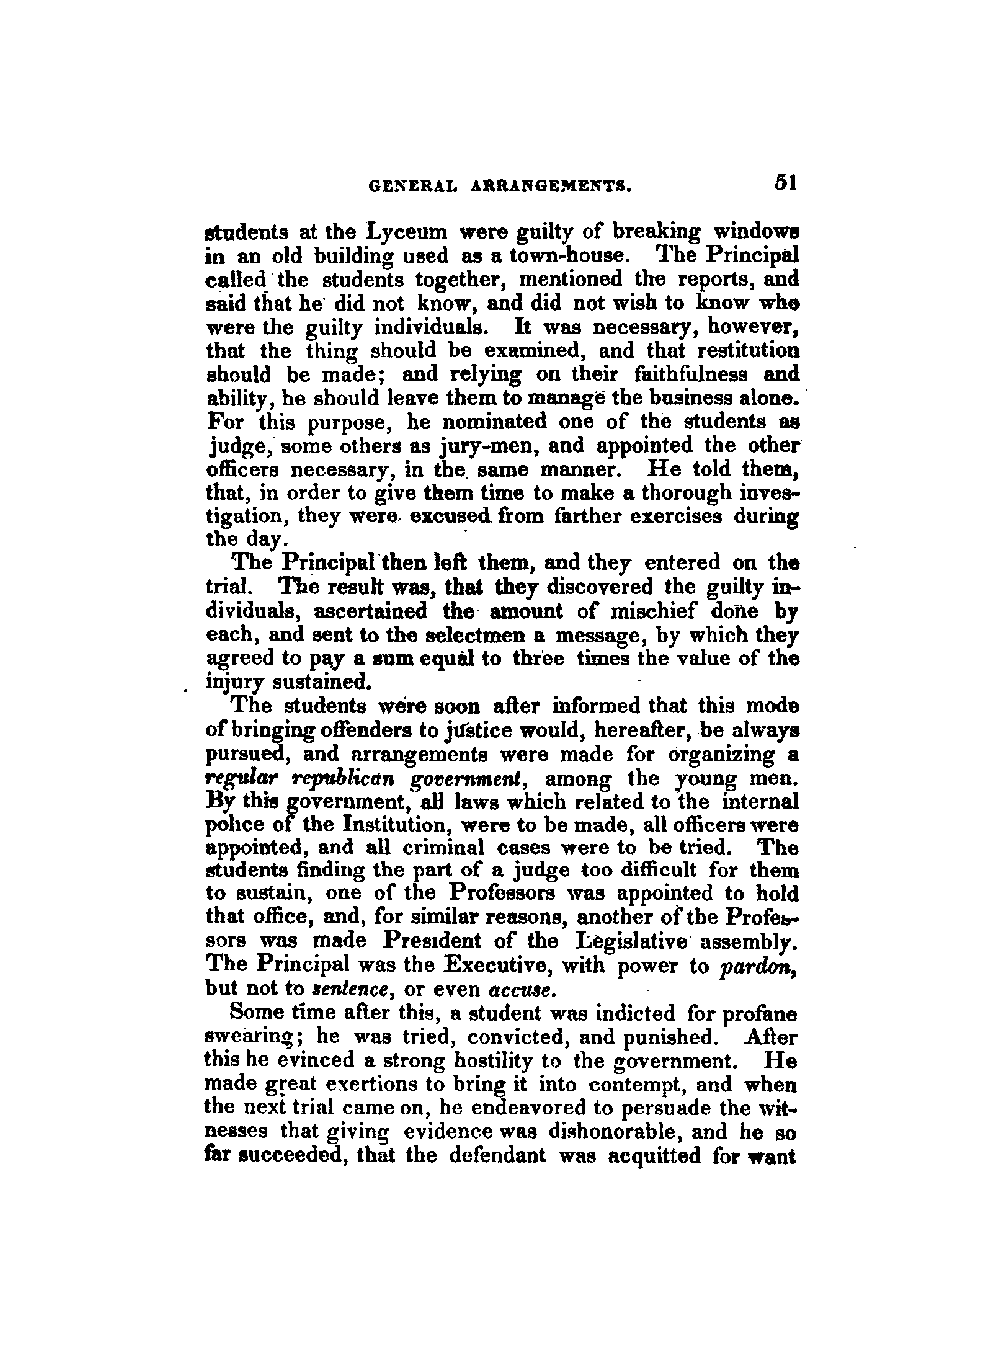 GENERAL ARRANGEMENTS. 51
students at the Lyceum were guilty of breaking windows
in an old building used as a town-house. The Principal
called the students together, mentioned the reports, and
said that he did not know, and did not wish to know who
were the guilty individuals. It was necessary, however,
that the thing should be examined, and that restitution
should be made; and relying on their faithfulness and
ability, he should leave them to manage the business alone.
For this purpose, he nominated one of the students as
judge, some others as jury-men, and appointed the other
officers necessary, in the same manner. He told them,
that, in order to give them time to make a thorough inves-
tigation, they were excused from farther exercises during
the day.
The Principal then left them, and they entered on the
trial. The result was, that they discovered the guilty in-
dividuals, ascertained the amount of mischief done by
each, and sent to the selectmen a message, by which they
agreed to pay a sum equal to three times the value of the
injury sustained.
The students were soon after informed that this mode
of bringing offenders to justice would, hereafter, be always
pursued, and arrangements were made for organizing a
regular republican government, among the young men.
By this government, all laws which related to the internal
police of the Institution, were to be made, all officers were
appointed, and all criminal cases were to be tried. The
students finding the part of a judge too difficult for them
to sustain, one of the Professors was appointed to hold
that office, and, for similar reasons, another of the Profes-
sors was made President of the Legislative assembly.
The Principal was the Executive, with power to pardon,
but not to sentence, or even accuse.
Some time after this, a student was indicted for profane
swearing; he was tried, convicted, and punished. After
this he evinced a strong hostility to the government. He
made great exertions to bring it into contempt, and when
the next trial came on, he endeavored to persuade the wit-
nesses that giving evidence was dishonorable, and he so
far succeeded, that the defendant was acquitted for want